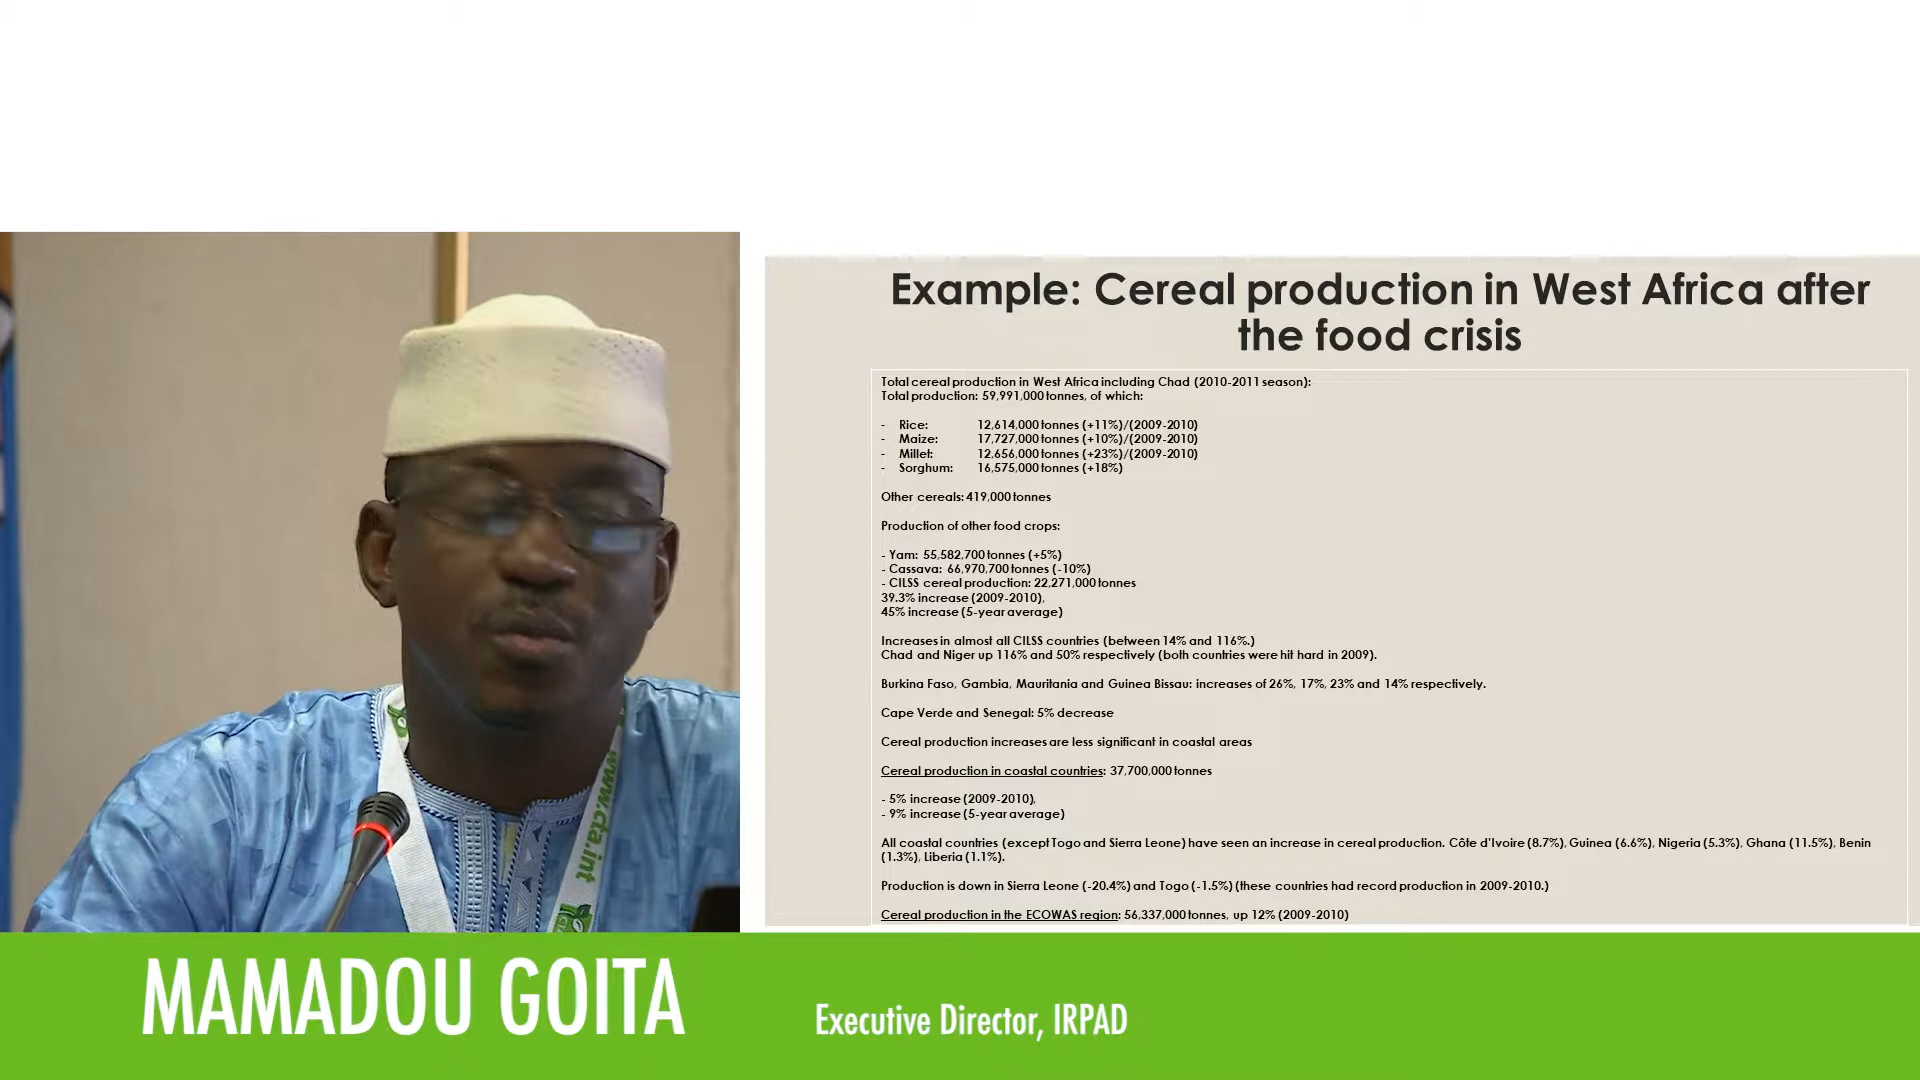 Example: Cereal production in West Africa after
the food crisis
Total cereal production in West Africa including Chad (2010-2011 season):
Total production: 59,991,000 tonnes, of which:
- Rice: 12,614,000 tonnes (+11%)/(2009-2010)
- Maize: 17,727,000 tonnes (+10%)/(2009-2010)
- Millet: 12,656,000 tonnes (+23%)/(2009-2010)
- Sorghum: 16,575,000 tonnes (+18%)
Other cereals: 419,000 tonnes
Production of other food crops:
- Yam: 55,582,700 tonnes (+5%)
- Cassava: 66,970,700 tonnes (-10%)
- CILSS cereal production: 22,271,000 tonnes
39.3% increase (2009-2010),
45% increase (5-year average)
Increases in almost all CILSS countries (between 14% and 116%.)
Chad and Niger up 116% and 50% respectively (both countries were hit hard in 2009).
Burkina Faso, Gambia, Mauritania and Guinea Bissau: increases of 26%, 17%, 23% and 14% respectively.
Cape Verde and Senegal: 5% decrease
Cereal production increases are less significant in coastal areas
Cereal production in coastal countries: 37,700,000 tonnes
- 5% increase (2009-2010),
- 9% increase (5-year average)
All coastal countries (except Togo and Sierra Leone) have seen an increase in cereal production. Côte d'Ivoire (8.7%), Guinea (6.6%), Nigeria (5.3%), Ghana (11.5%), Benin
(1.3%), Liberia (1.1%).
Production is down in Sierra Leone (-20.4%) and Togo (-1.5%) (these countries had record production in 2009-2010.)
Cereal production in the ECOWAS region: 56,337,000 tonnes, up 12% (2009-2010)
www.cta.int
MAMADOU GOITA
Executive Director, IRPAD